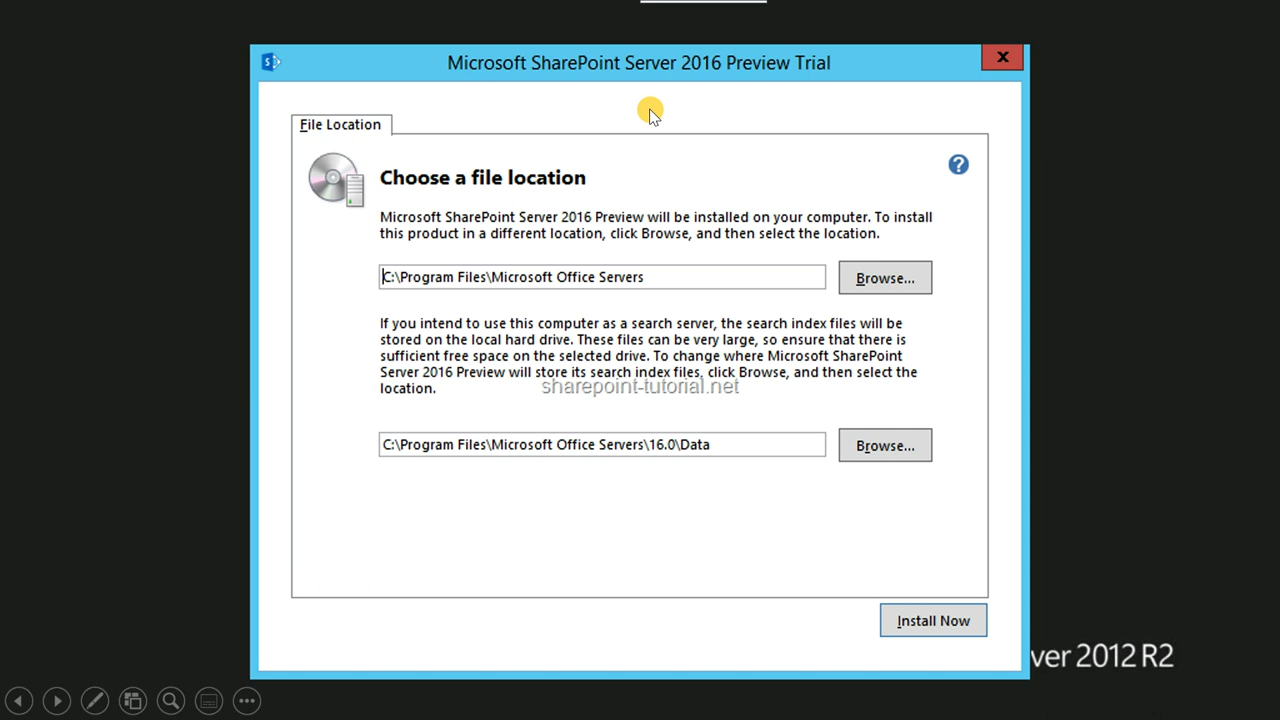 Microsoft SharePoint Server 2016 Preview Trial
File Location
Choose a file location
Microsoft SharePoint Server 2016 Preview will be installed on your computer. To install
this product in a different location, click Browse, and then select the location.
C:\Program Files\Microsoft Office Servers
Browse...
If you intend to use this computer as a search server, the search index files will be
stored on the local hard drive. These files can be very large, so ensure that there is
sufficient free space on the selected drive. To change where Microsoft SharePoint
Server 2016 Preview will store its search index files, click Browse, and then select the
location.
sharepoint-tutorial.net
C:\Program Files\Microsoft Office Servers\16.0\Data
Browse...
Install Now
ver 2012 R2